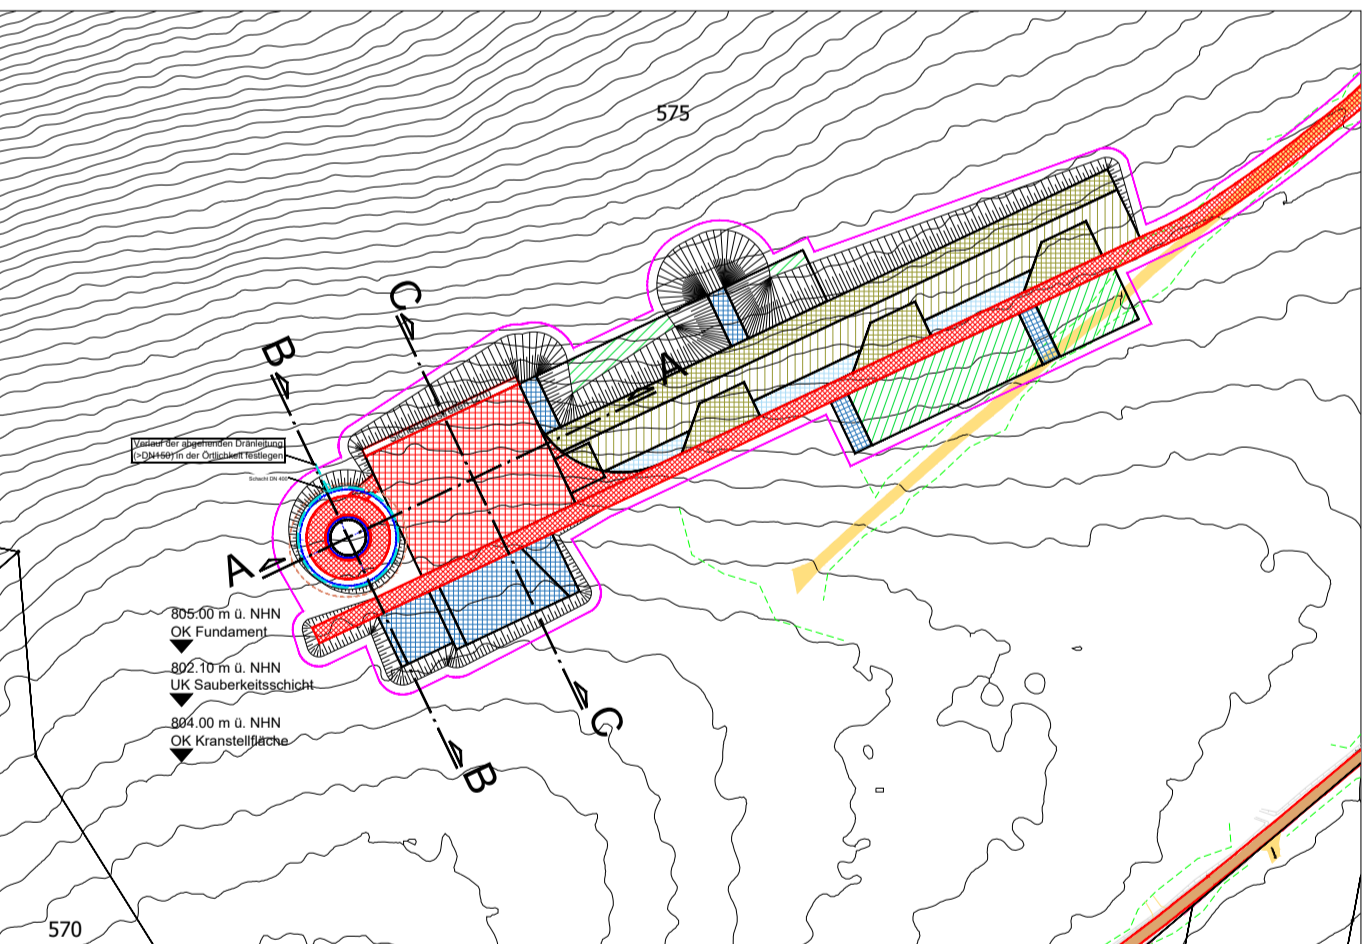 575
C
B
A
Verlauf der abgehenden Dränleitung
(>DN150) in der Örtlichkeit festlegen
Schacht DN 400
A
805.00 m ü. NHN
OK Fundament
802.10 m ü. NHN
UK Sauberkeitsschicht
804.00 m ü. NHN
OK Kranstellfläche
C
B
570